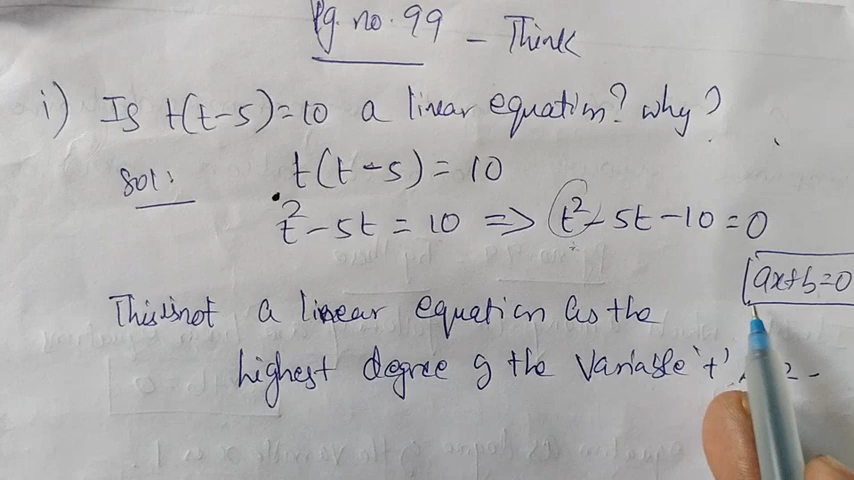 Pg. no. 99 - Think
i) Is t(t-5)=10 a linear equation? why?
Sol: t(t-5)=10
t²-5t=10 => t²-5t-10=0
ax+b=0
This is not a linear equation as the
highest degree of the variable 't' 2 -